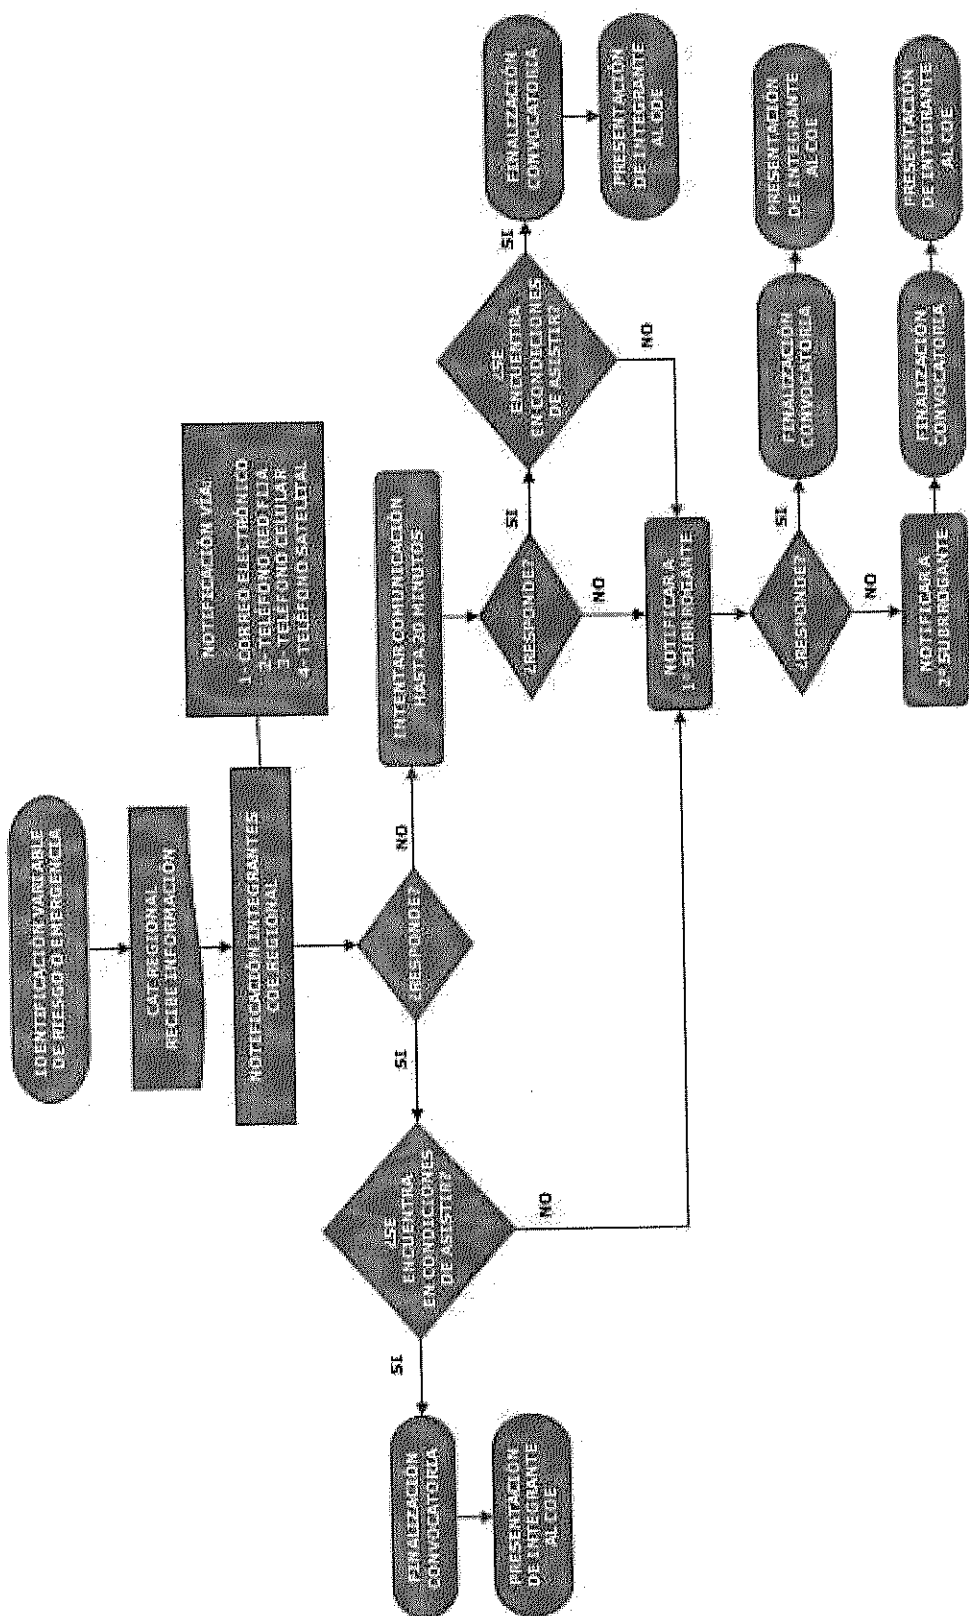 IDENTIFICACIÓN VARIABLE
DE RIESGO O EMERGENCIA
CAT REGIONAL
RECIBE INFORMACIÓN
NOTIFICACIÓN INTEGRANTES
COE REGIONAL
NOTIFICACIÓN VÍA:
1- CORREO ELECTRÓNICO
2- TELÉFONO RED FIJA
3- TELÉFONO CELULAR
4- TELÉFONO SATELITAL
¿RESPONDE?
SI
NO
¿SE
ENCUENTRA
EN CONDICIONES
DE ASISTIR?
SI
NO
FINALIZACIÓN
CONVOCATORIA
PRESENTACIÓN
DE INTEGRANTE
AL COE
INTENTAR COMUNICACIÓN
HASTA 20 MINUTOS
¿RESPONDE?
SI
NO
¿SE
ENCUENTRA
EN CONDICIONES
DE ASISTIR?
SI
NO
FINALIZACIÓN
CONVOCATORIA
PRESENTACIÓN
DE INTEGRANTE
AL COE
NOTIFICAR A
1° SUBROGANTE
¿RESPONDE?
SI
NO
FINALIZACIÓN
CONVOCATORIA
PRESENTACIÓN
DE INTEGRANTE
AL COE
NOTIFICAR A
SUBROGANTE
FINALIZACIÓN
CONVOCATORIA
PRESENTACIÓN
DE INTEGRANTE
AL COE